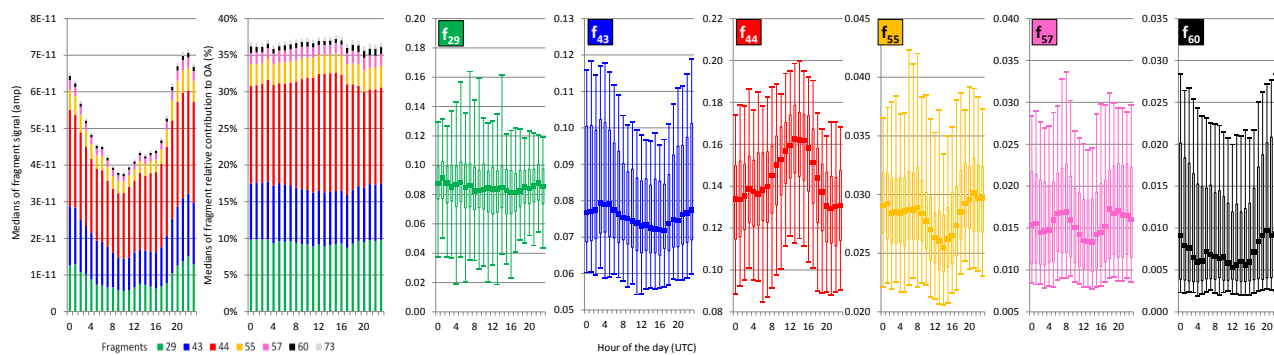 Medians of fragment signal (amp)
8E-11
7E-11
6E-11
5E-11
4E-11
3E-11
2E-11
1E-11
0
0 4 8 12 16 20
Medians of fragment relative contribution to OA (%)
40%
35%
30%
25%
20%
15%
10%
5%
0%
0 4 8 12 16 20
f29
0.20
0.18
0.16
0.14
0.12
0.10
0.08
0.06
0.04
0.02
0.00
0 4 8 12 16 20
f43
0.13
0.12
0.11
0.10
0.09
0.08
0.07
0.06
0.05
0 4 8 12 16 20
f44
0.22
0.20
0.18
0.16
0.14
0.12
0.10
0.08
0 4 8 12 16 20
f55
0.045
0.040
0.035
0.030
0.025
0.020
0 4 8 12 16 20
f57
0.040
0.035
0.030
0.025
0.020
0.015
0.010
0.005
0 4 8 12 16 20
f60
0.035
0.030
0.025
0.020
0.015
0.010
0.005
0.000
0 4 8 12 16 20
Fragments 29 43 44 55 57 60 73
Hour of the day (UTC)